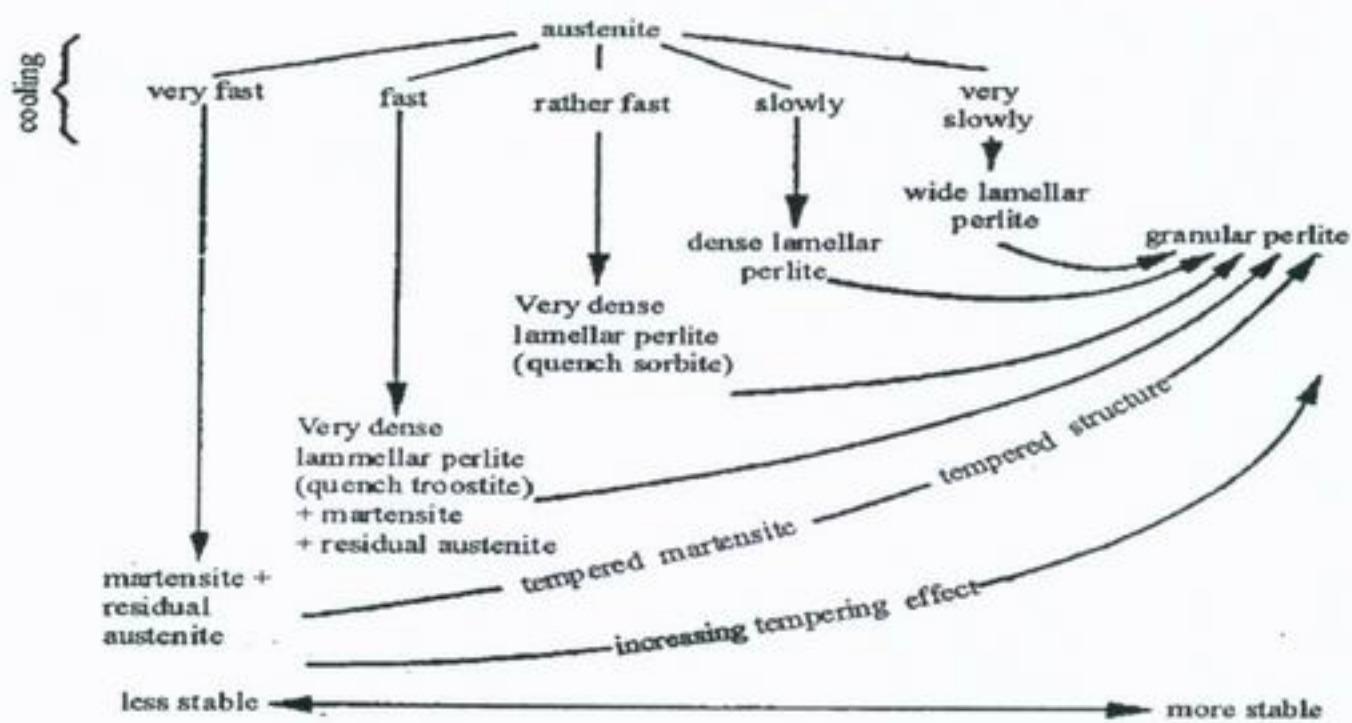 austenite
cooling
very fast
fast
rather fast
slowly
very
slowly
wide lamellar
perlite
dense lamellar
perlite
granular perlite
Very dense
lamellar perlite
(quench sorbite)
Very dense
lammellar perlite
(quench troostite)
+ martensite
+ residual austenite
martensite +
residual
austenite
tempered martensite
tempered structure
increasing tempering effect
less stable
more stable